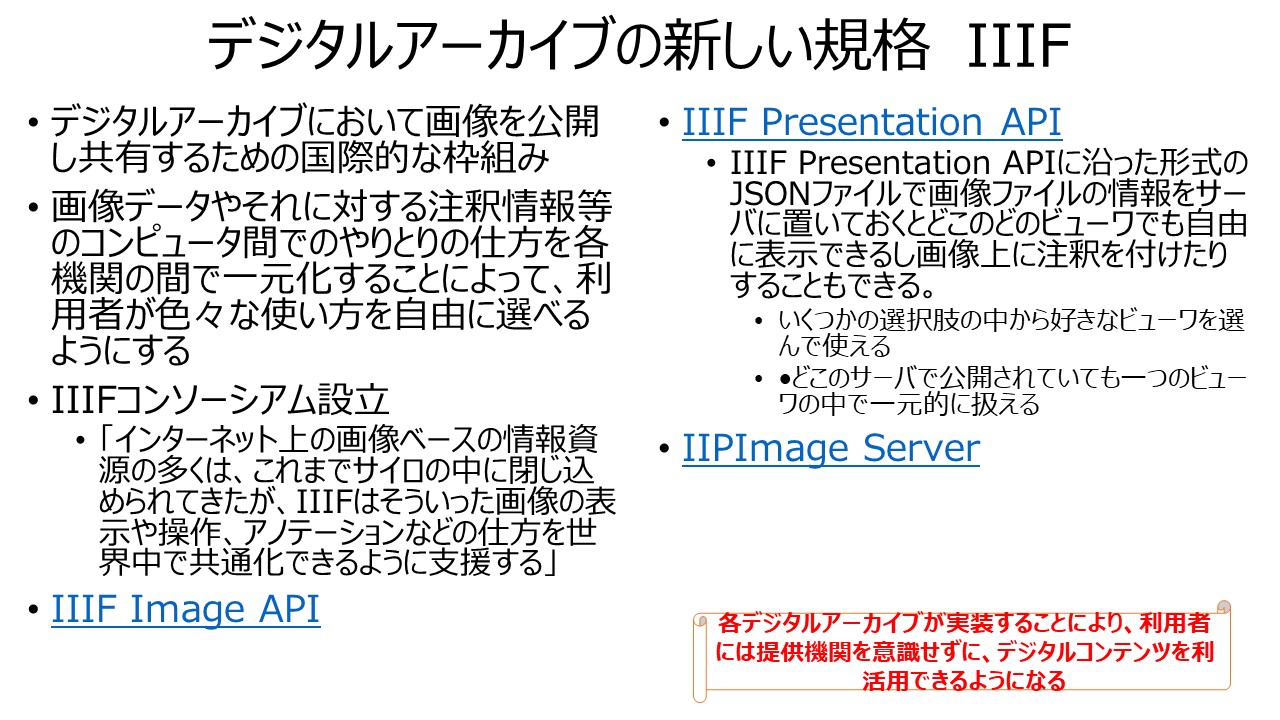 デジタルアーカイブの新しい規格 IIIF
• デジタルアーカイブにおいて画像を公開
し共有するための国際的な枠組み
• 画像データやそれに対する注釈情報等
のコンピュータ間でのやりとりの仕方を各
機関の間で一元化することによって、利
用者が色々な使い方を自由に選べる
ようにする
• IIIFコンソーシアム設立
• 「インターネット上の画像ベースの情報資
源の多くは、これまでサイロの中に閉じ込
められてきたが、IIIFはそういった画像の表
示や操作、アノテーションなどの仕方を世
界中で共通化できるように支援する」
• IIIF Image API
• IIIF Presentation API
• IIIF Presentation APIに沿った形式の
JSONファイルで画像ファイルの情報をサー
バに置いておくとどこのどのビューワでも自由
に表示できるし画像上に注釈を付けたり
することもできる。
• いくつかの選択肢の中から好きなビューワを選
んで使える
• ●どこのサーバで公開されていても一つのビュー
ワの中で一元的に扱える
• IIPImage Server
各デジタルアーカイブが実装することにより、利用者
には提供機関を意識せずに、デジタルコンテンツを利
活用できるようになる